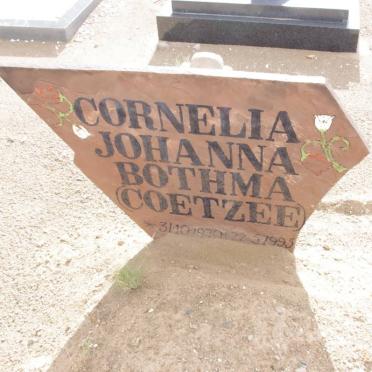 CORNELIA
JOHANNA
BOTHMA
(COETZEE)